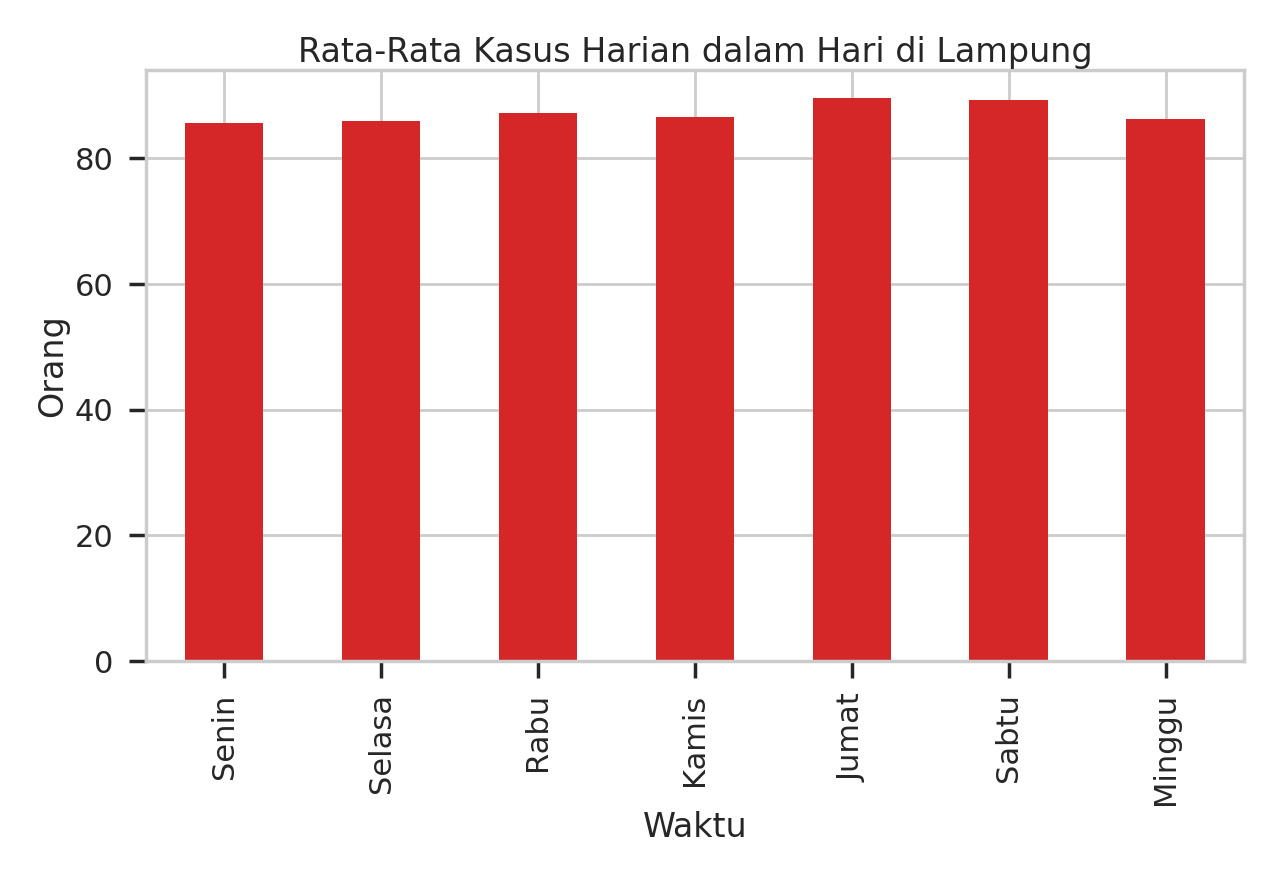 Rata-Rata Kasus Harian dalam Hari di Lampung
80
60
40
20
0
Orang
Senin
Selasa
Rabu
Kamis
Jumat
Sabtu
Minggu
Waktu